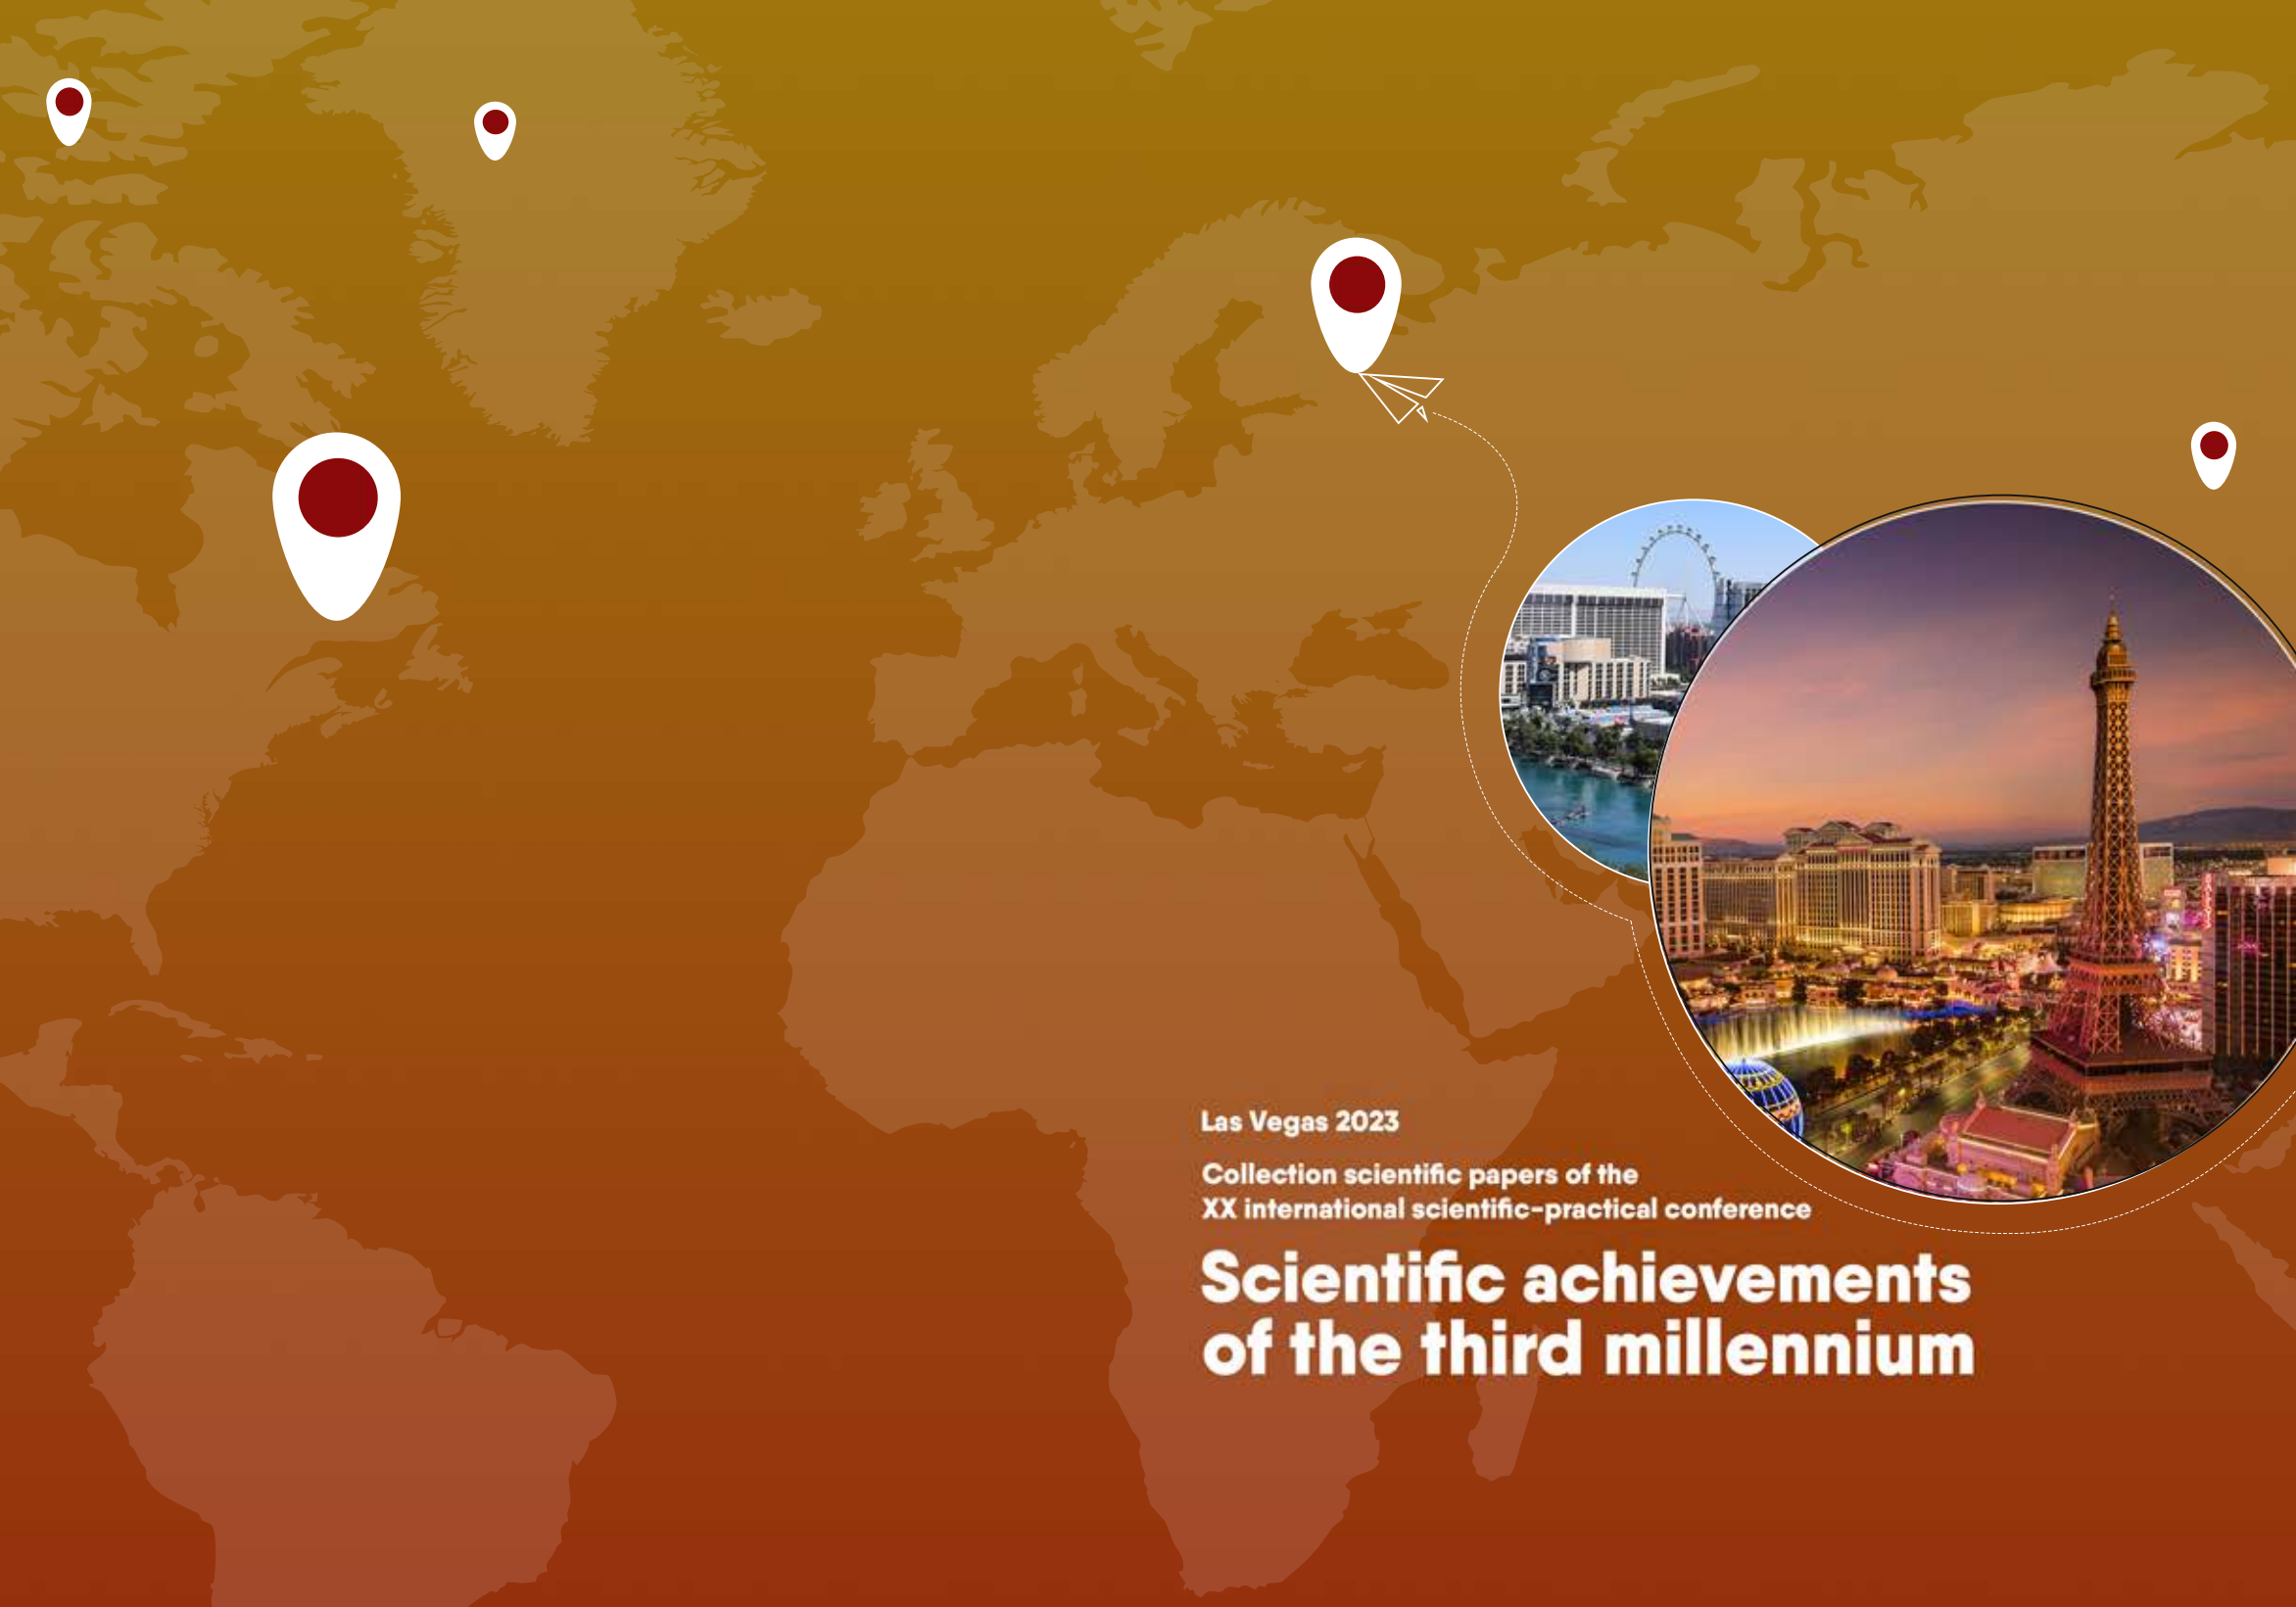 Las Vegas 2023
Collection scientific papers of the
XX international scientific-practical conference
Scientific achievements
of the third millennium